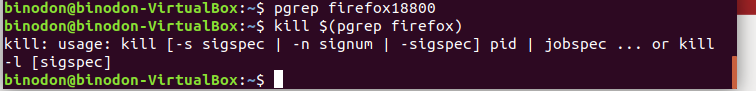 binodon@binodon-VirtualBox:~$ pgrep firefox18800
binodon@binodon-VirtualBox:~$ kill $(pgrep firefox)
kill: usage: kill [-s sigspec | -n signum | -sigspec] pid | jobspec ... or kill
-l [sigspec]
binodon@binodon-VirtualBox:~$